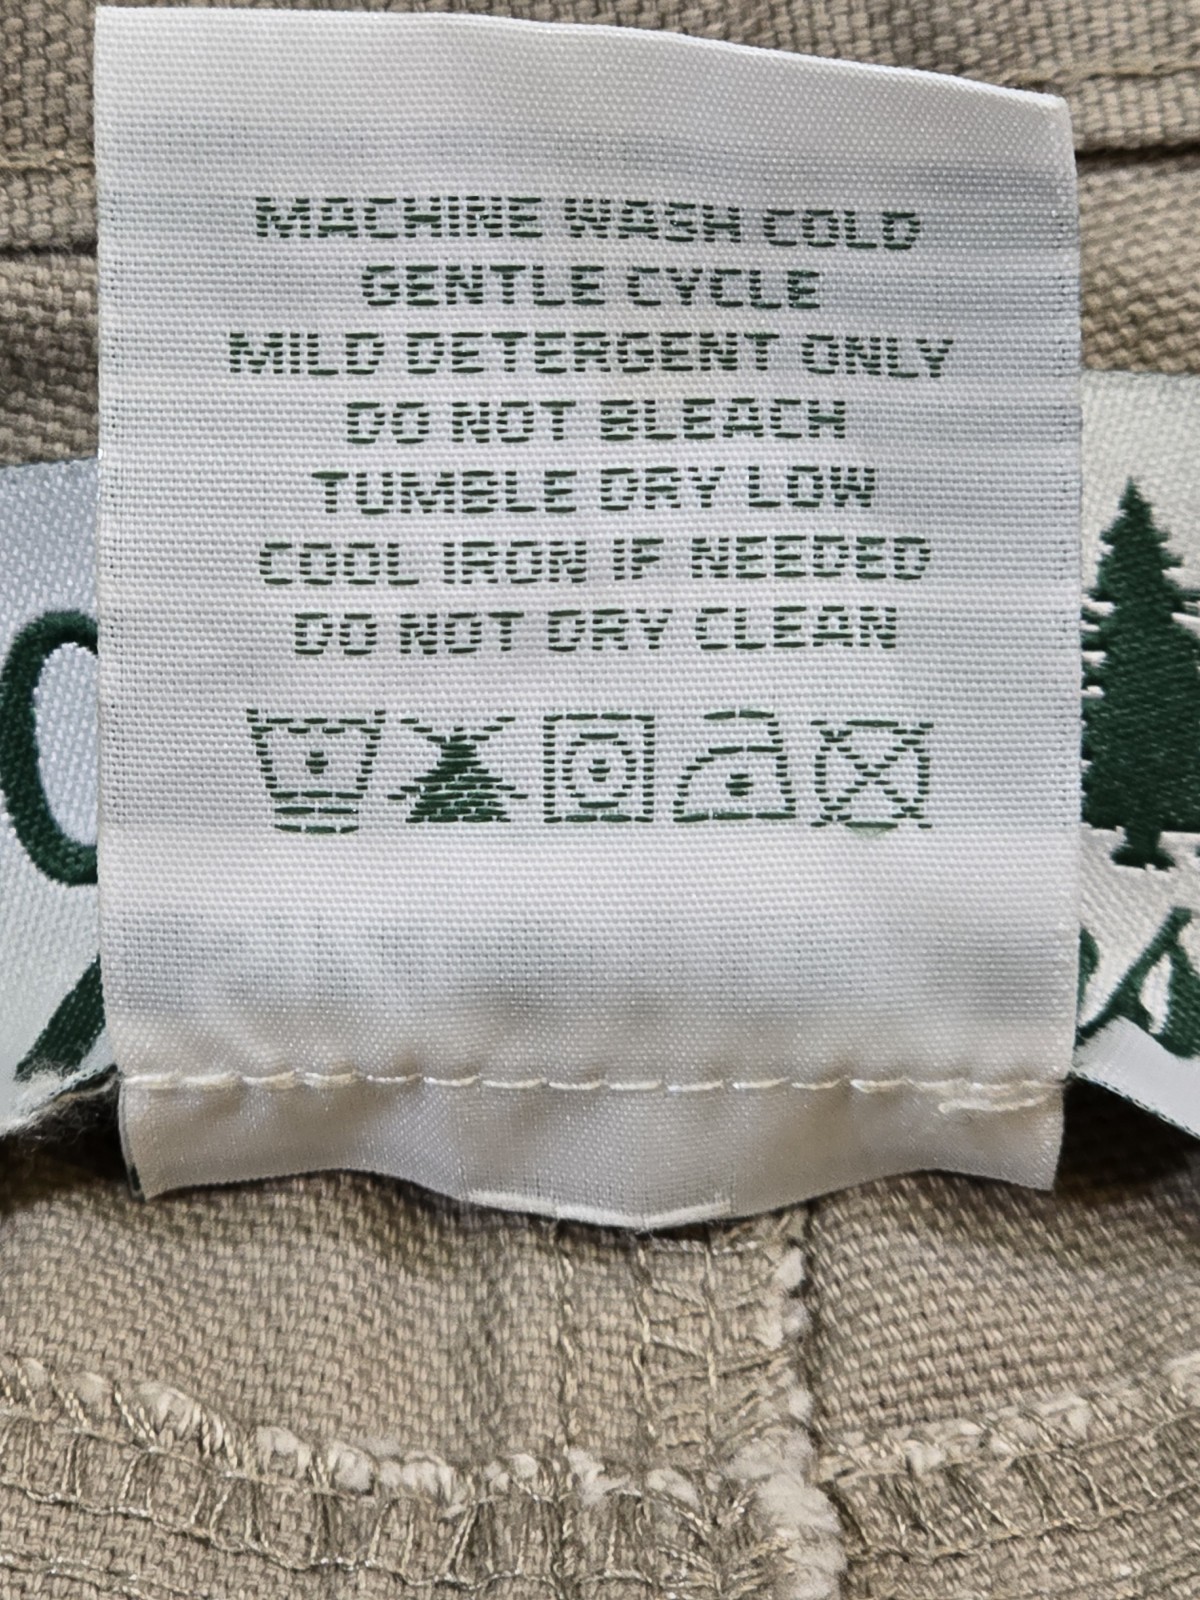 MACHINE WASH COLD
GENTLE CYCLE
MILD DETERGENT ONLY
DO NOT BLEACH
TUMBLE DRY LOW
COOL IRON IF NEEDED
DO NOT DRY CLEAN